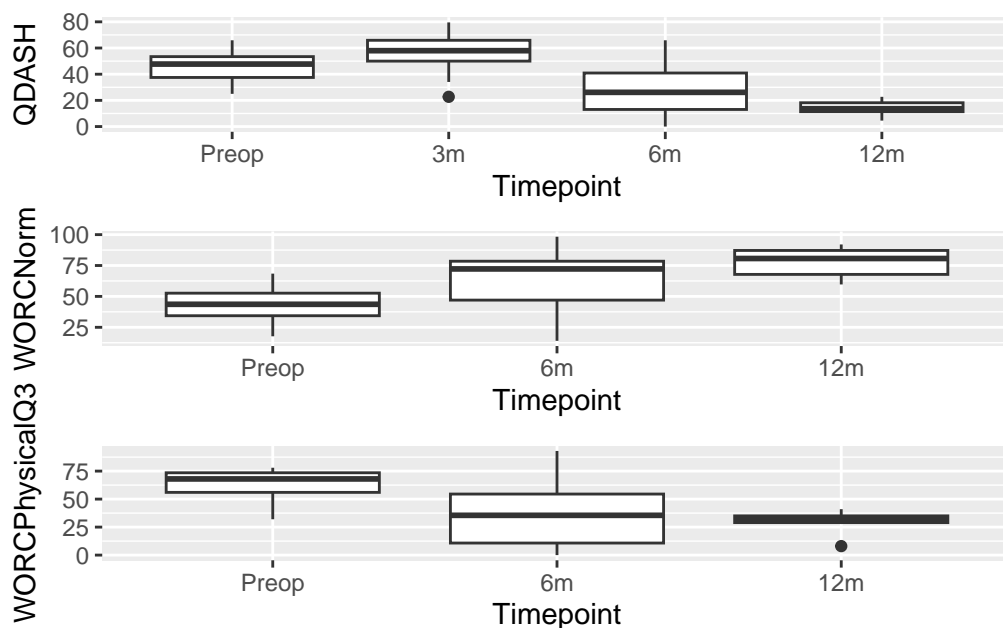 QDASH
80
60
40
20
0
Preop 3m 6m 12m
Timepoint
WORCNorm
100
75
50
25
Preop 6m 12m
Timepoint
WORCPhysicalQ3
75
50
25
0
Preop 6m 12m
Timepoint